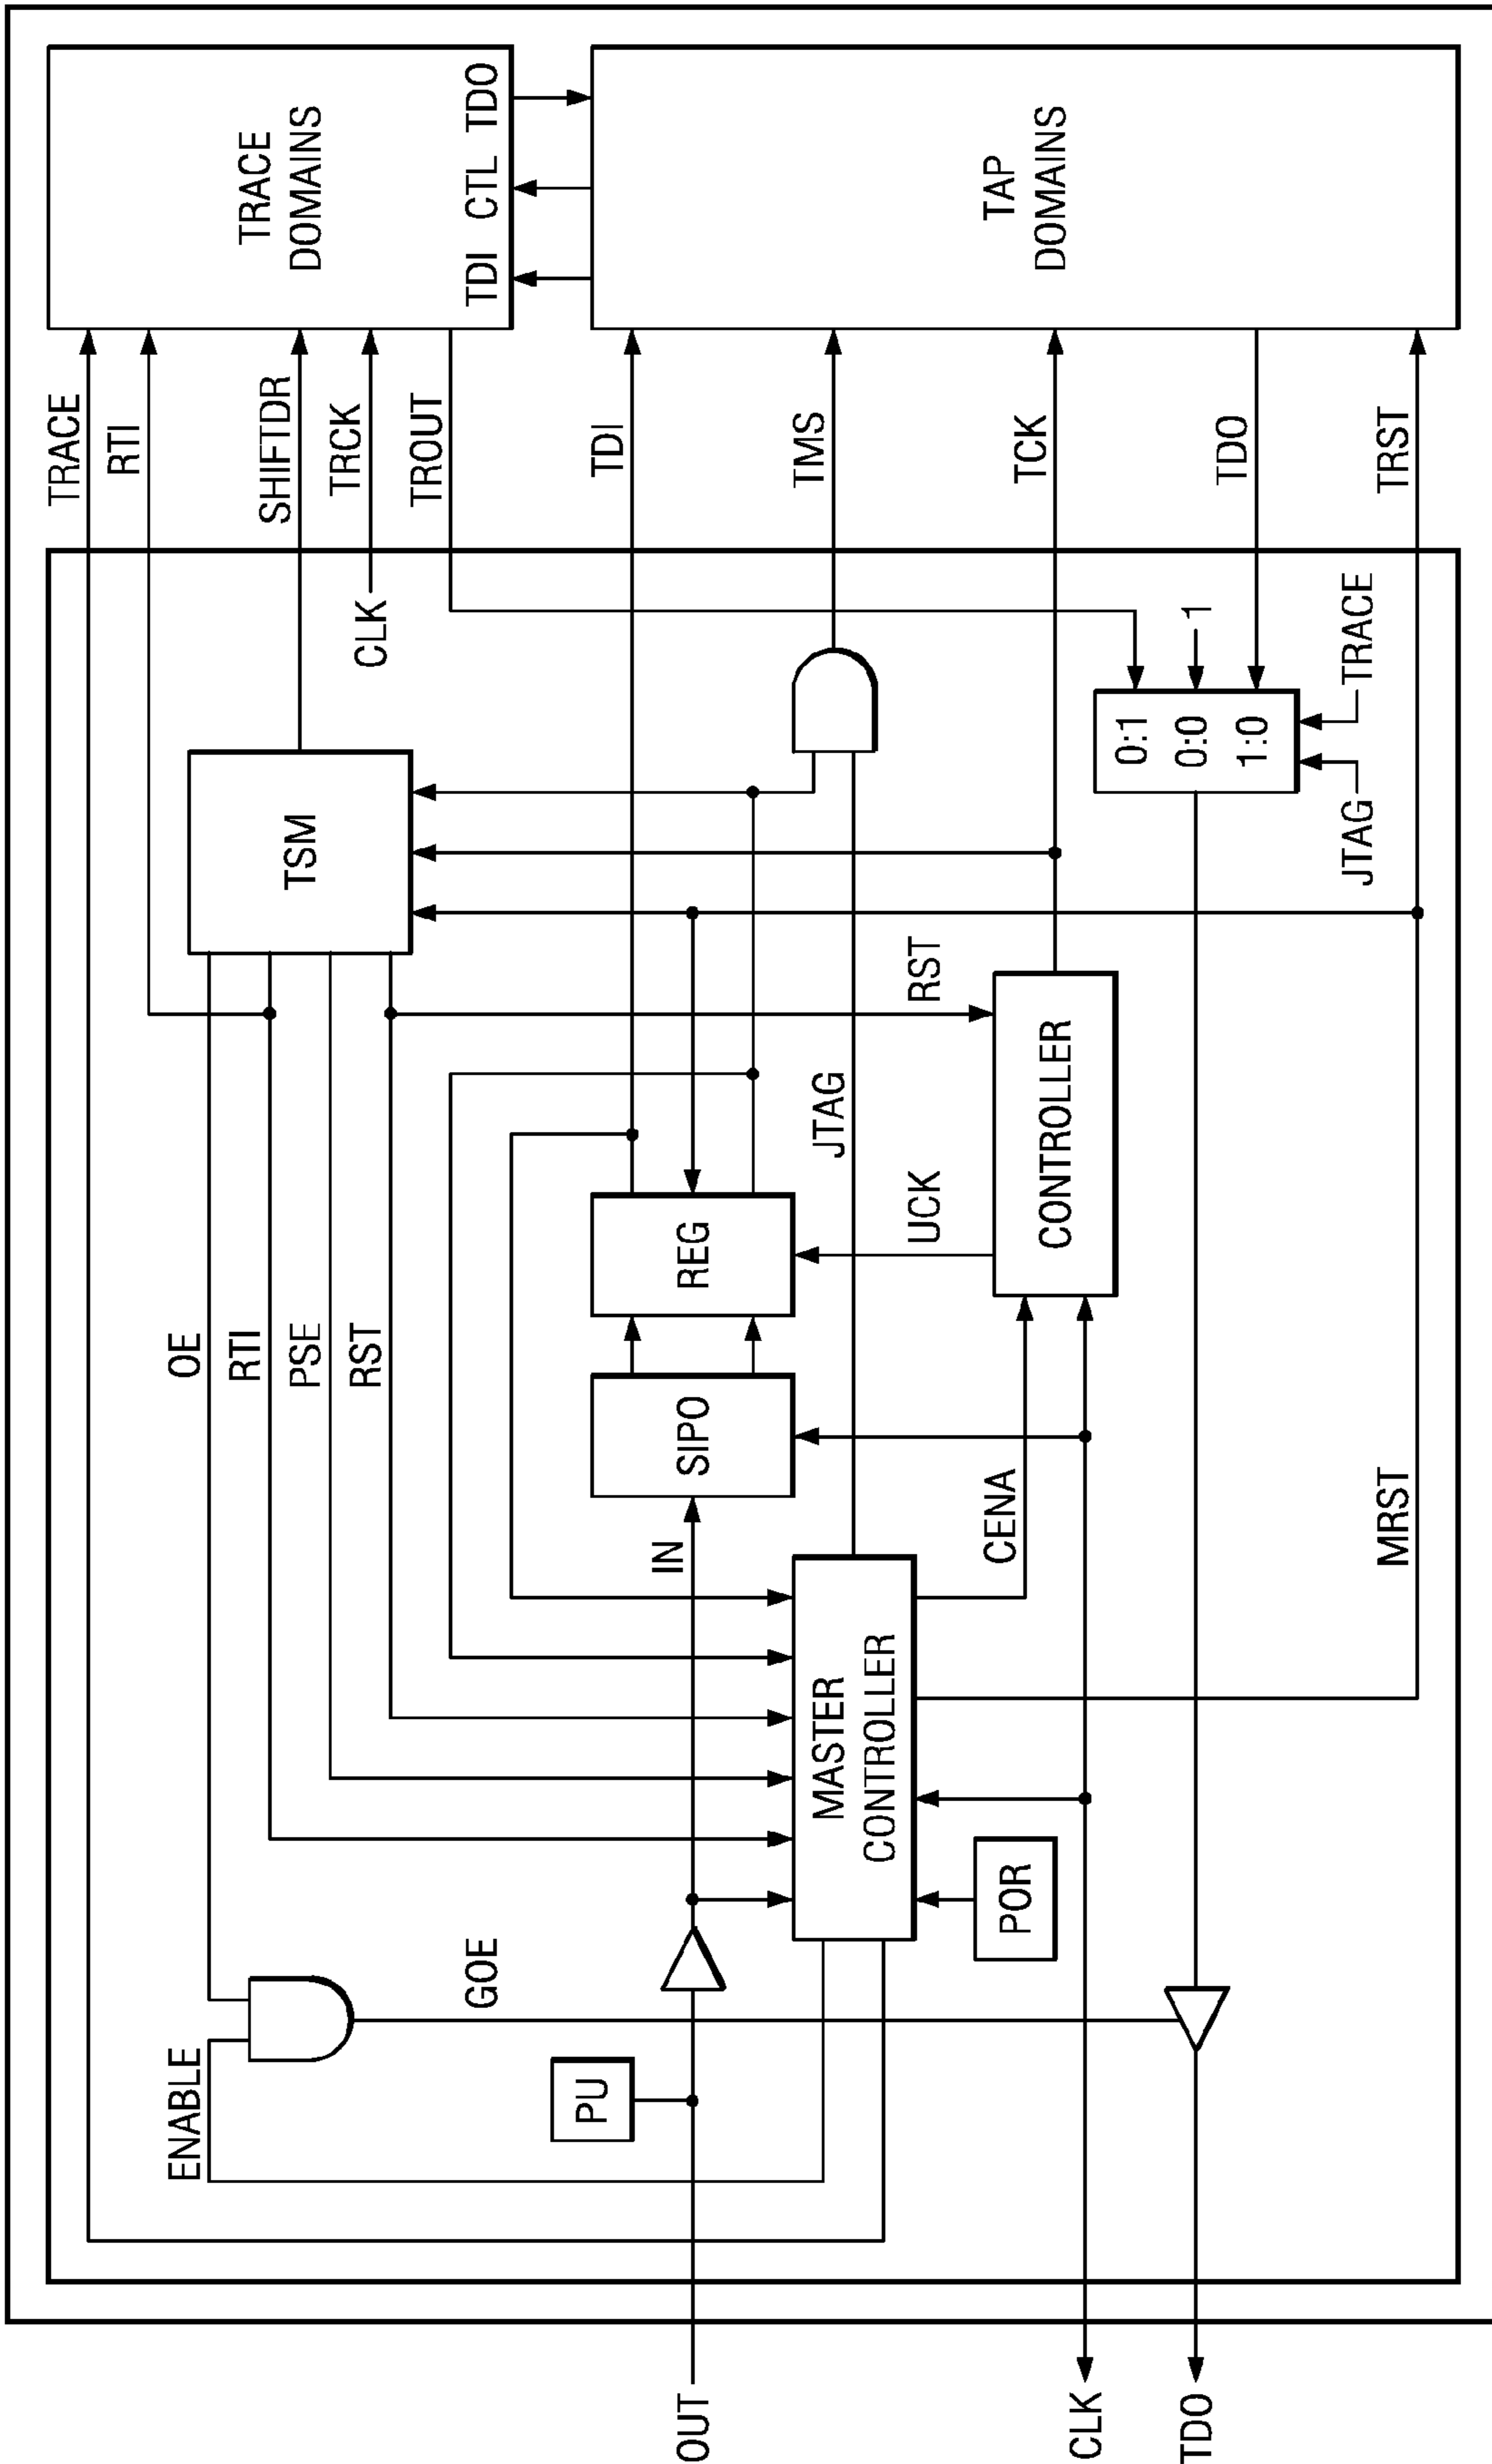 TRACE
RTI
SHIFTDR
TRCK
TROUT
CLK
TRACE
DOMAINS
TDI CTL TDO
TSM
OE
RTI
PSE
RST
ENABLE
GOE
TDI
TMS
TCK
TDO
TRST
TAP
DOMAINS
REG
SIPO
IN
PU
OUT
JTAG
RST
UCK
CONTROLLER
CENA
MASTER
CONTROLLER
POR
0:1
0:0
1:0
1
JTAG
TRACE
MRST
CLK
TDO